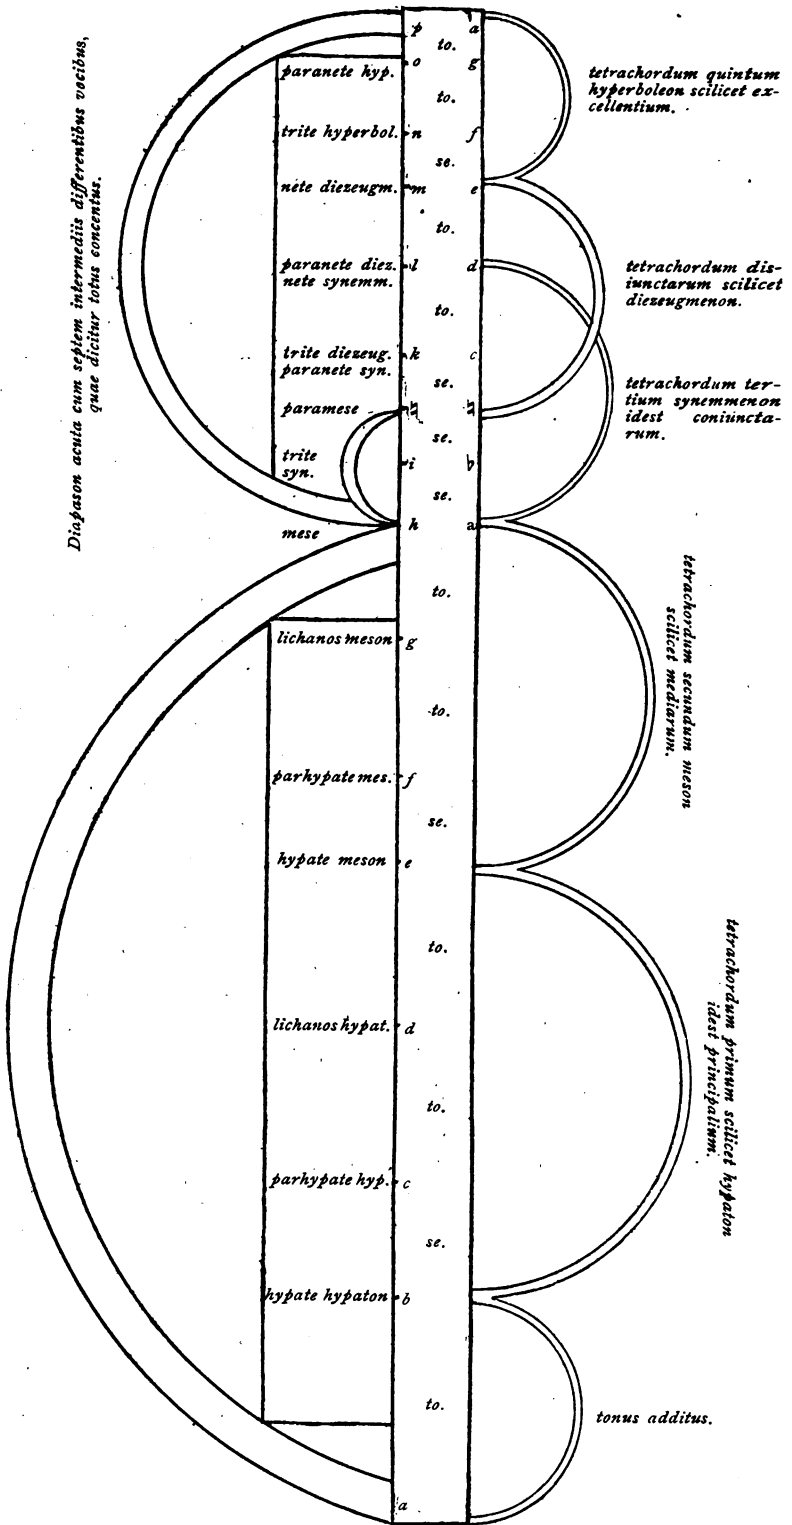 p a
to.
o g
paranete hyp.
to.
trite hyperbol. n f
se.
nete diezeugm. m e
to.
paranete diez. l d
nete synemm.
to.
trite diezeug. k c
paranete syn.
se.
paramese ♮ ♮
se.
trite i b
syn.
se.
mese h a
to.
lichanos meson g
to.
parhypate mes. f
se.
hypate meson e
to.
lichanos hypat. d
to.
parhypate hyp. c
se.
hypate hypaton b
to.
a
Diapason acuta cum septem intermediis differentibus vocibus,
quae dicitur totus concentus.
tetrachordum quintum
hyperboleon scilicet ex-
cellentium.
tetrachordum dis-
iunctarum scilicet
diezeugmenon.
tetrachordum ter-
tium synemmenon
idest coniuncta-
rum.
tetrachordum secundum meson
scilicet mediarum.
tetrachordum primum scilicet hypaton
idest principalium.
tonus additus.